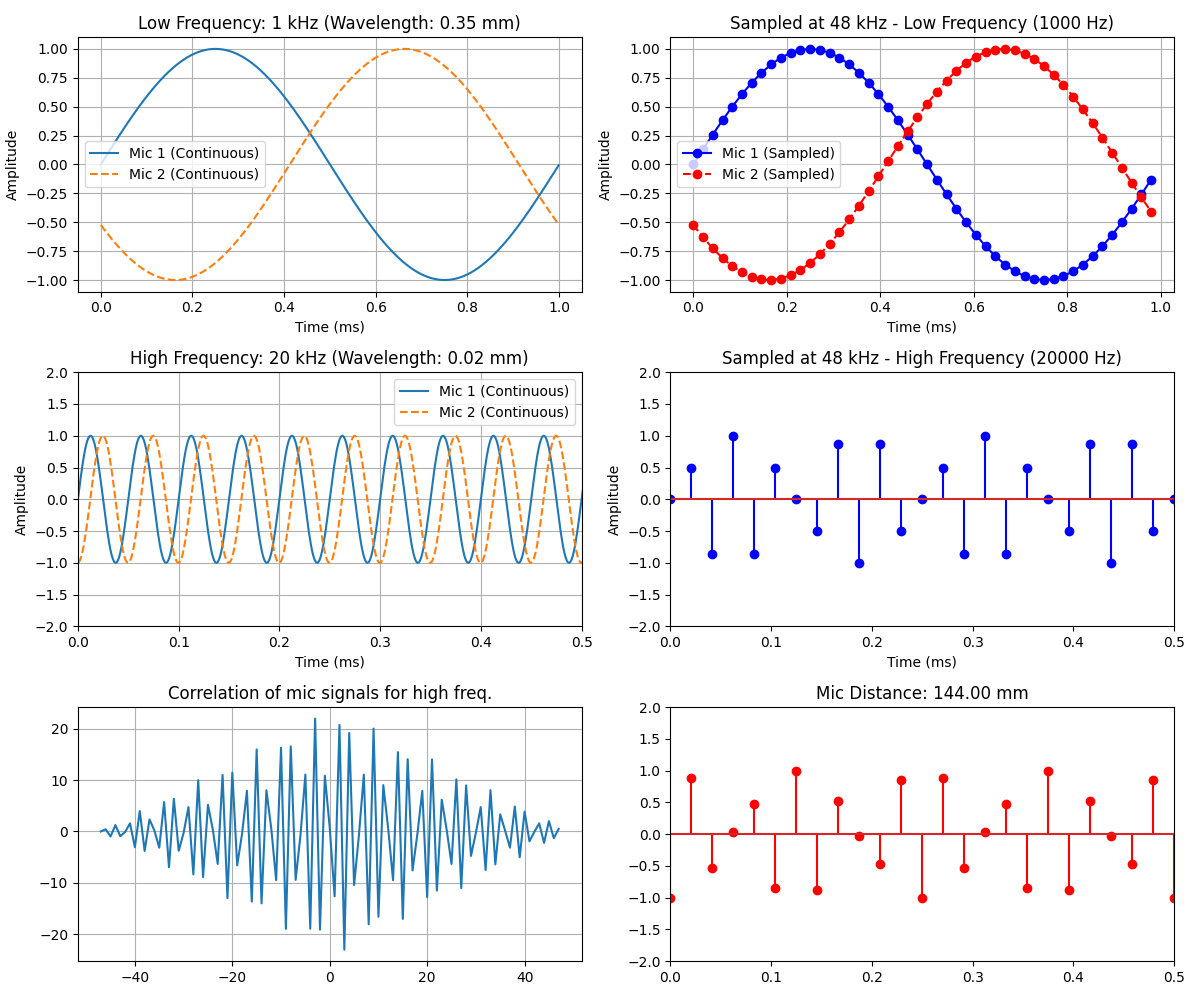 Low Frequency: 1 kHz (Wavelength: 0.35 mm)
1.00
0.75
0.50
0.25
0.00
−0.25
−0.50
−0.75
−1.00
Amplitude
Mic 1 (Continuous)
Mic 2 (Continuous)
0.0 0.2 0.4 0.6 0.8 1.0
Time (ms)
Sampled at 48 kHz - Low Frequency (1000 Hz)
1.00
0.75
0.50
0.25
0.00
−0.25
−0.50
−0.75
−1.00
Amplitude
Mic 1 (Sampled)
Mic 2 (Sampled)
0.0 0.2 0.4 0.6 0.8 1.0
Time (ms)
High Frequency: 20 kHz (Wavelength: 0.02 mm)
2.0
1.5
1.0
0.5
0.0
−0.5
−1.0
−1.5
−2.0
Amplitude
Mic 1 (Continuous)
Mic 2 (Continuous)
0.0 0.1 0.2 0.3 0.4 0.5
Time (ms)
Sampled at 48 kHz - High Frequency (20000 Hz)
2.0
1.5
1.0
0.5
0.0
−0.5
−1.0
−1.5
−2.0
Amplitude
0.0 0.1 0.2 0.3 0.4 0.5
Time (ms)
Correlation of mic signals for high freq.
20
10
0
−10
−20
−40 −20 0 20 40
Mic Distance: 144.00 mm
2.0
1.5
1.0
0.5
0.0
−0.5
−1.0
−1.5
−2.0
0.0 0.1 0.2 0.3 0.4 0.5